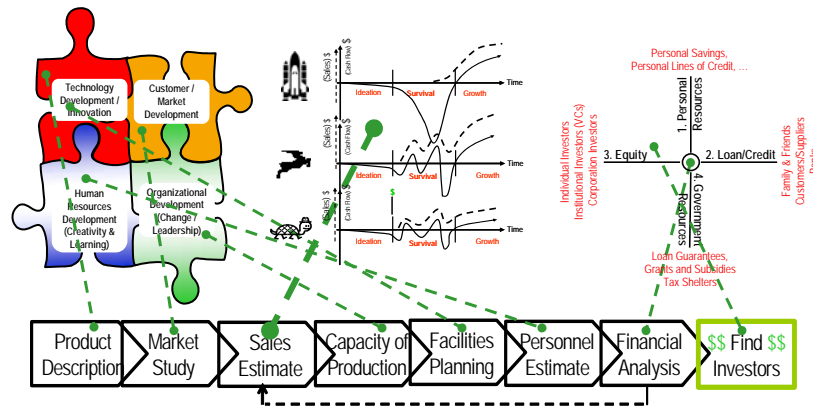 Technology
Development /
Innovation
Customer /
Market
Development
Human
Resources
Development
(Creativity &
Learning)
Organizational
Development
(Change /
Leadership)
(Sales) $
(Cash Flow) $
Time
Ideation
Survival
Growth
(Sales) $
(Cash Flow) $
Time
Ideation
Survival
Growth
$
(Sales) $
(Cash Flow) $
Time
Ideation
Survival
Growth
Personal Savings,
Personal Lines of Credit, ...
1. Personal
Resources
Individual Investors
Institutional Investors (VCs)
Corporation Investors
3. Equity
2. Loan/Credit
Family & Friends
Customers/Suppliers
4. Government
Resources
Loan Guarantees,
Grants and Subsidies
Tax Shelters
Product
Description
Market
Study
Sales
Estimate
Capacity of
Production
Facilities
Planning
Personnel
Estimate
Financial
Analysis
$$ Find $$
Investors